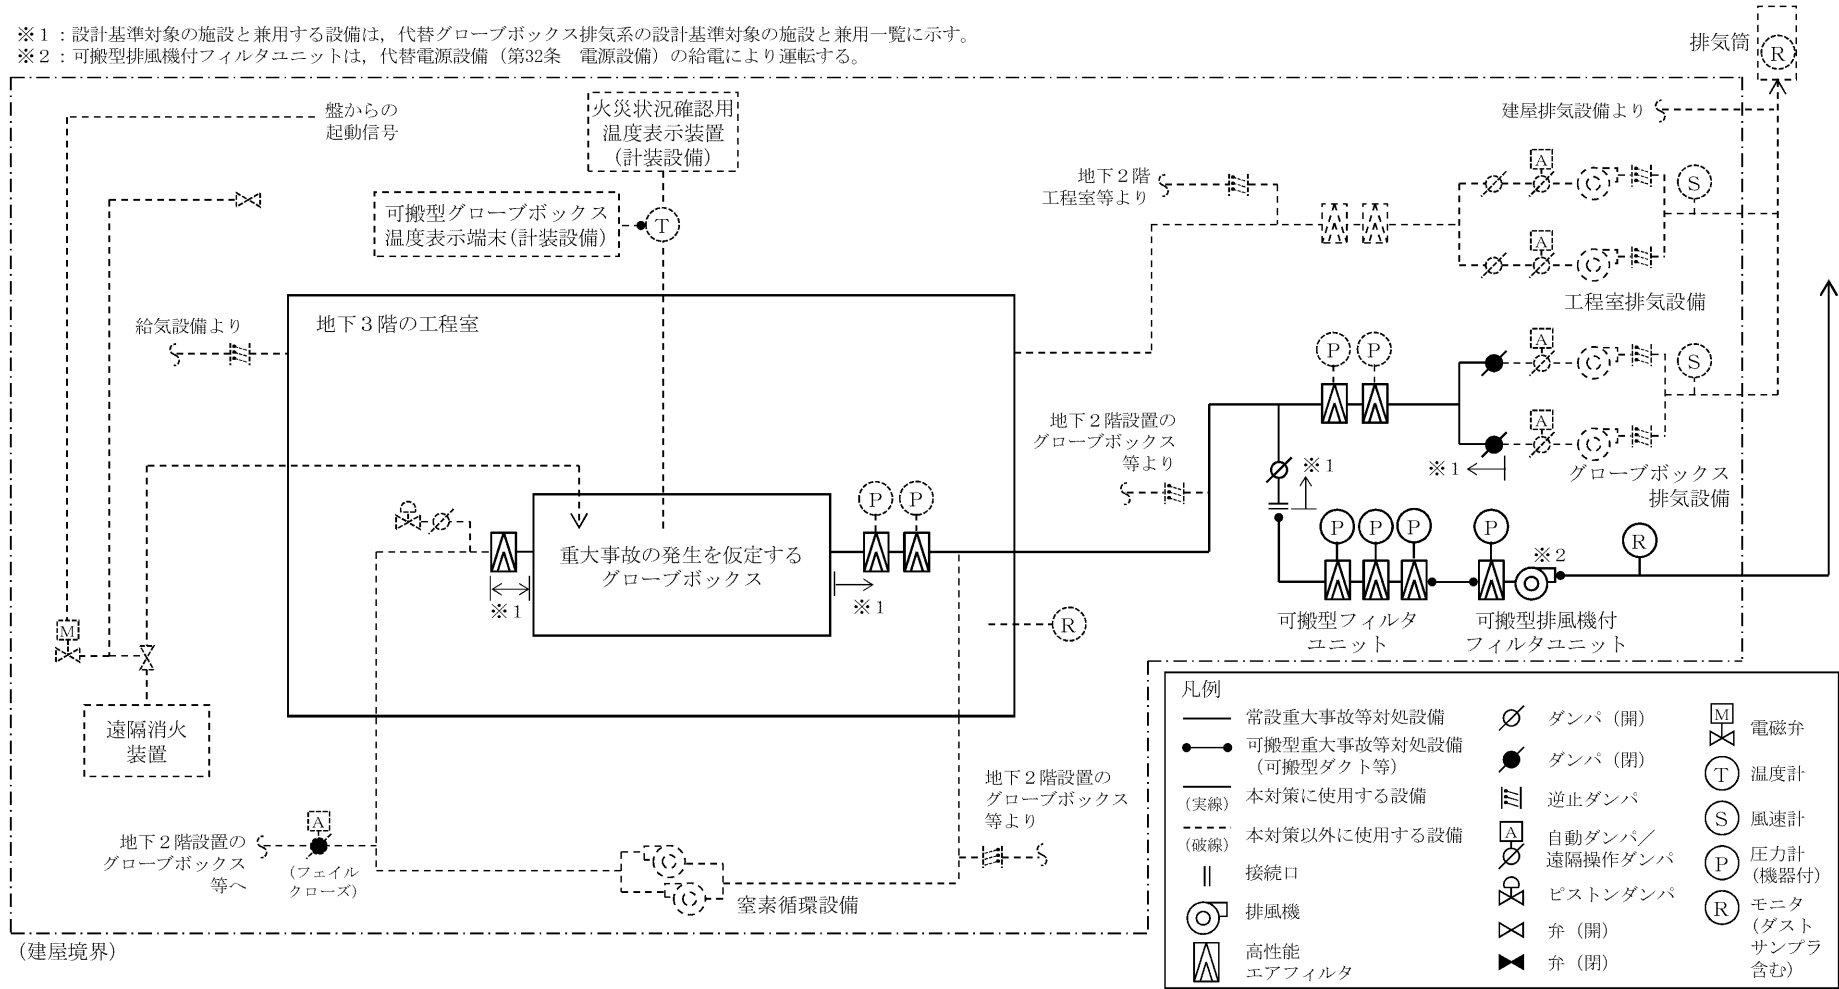 ※１：設計基準対象の施設と兼用する設備は，代替グローブボックス排気系の設計基準対象の施設と兼用一覧に示す。
※２：可搬型排風機付フィルタユニットは，代替電源設備（第32条　電源設備）の給電により運転する。
排気筒
R
盤からの
起動信号
火災状況確認用
温度表示装置
（計装設備）
建屋排気設備より
可搬型グローブボックス
温度表示端末（計装設備）
T
地下２階
工程室等より
A
S
A
工程室排気設備
給気設備より
地下３階の工程室
P
P
A
S
A
グローブボックス
排気設備
地下２階設置の
グローブボックス
等より
※１
※１
P
P
重大事故の発生を仮定する
グローブボックス
※１
※１
P
P
P
P
※２
R
可搬型フィルタ
ユニット
可搬型排風機付
フィルタユニット
R
M
遠隔消火
装置
地下２階設置の
グローブボックス
等へ
A
（フェイル
クローズ）
窒素循環設備
地下２階設置の
グローブボックス
等より
（建屋境界）
凡例
常設重大事故等対処設備
可搬型重大事故等対処設備
（可搬型ダクト等）
（実線）
本対策に使用する設備
（破線）
本対策以外に使用する設備
接続口
排風機
高性能
エアフィルタ
ダンパ（開）
ダンパ（閉）
逆止ダンパ
A
自動ダンパ／
遠隔操作ダンパ
ピストンダンパ
弁（開）
弁（閉）
M
電磁弁
T
温度計
S
風速計
P
圧力計
（機器付）
R
モニタ
（ダスト
サンプラ
含む）